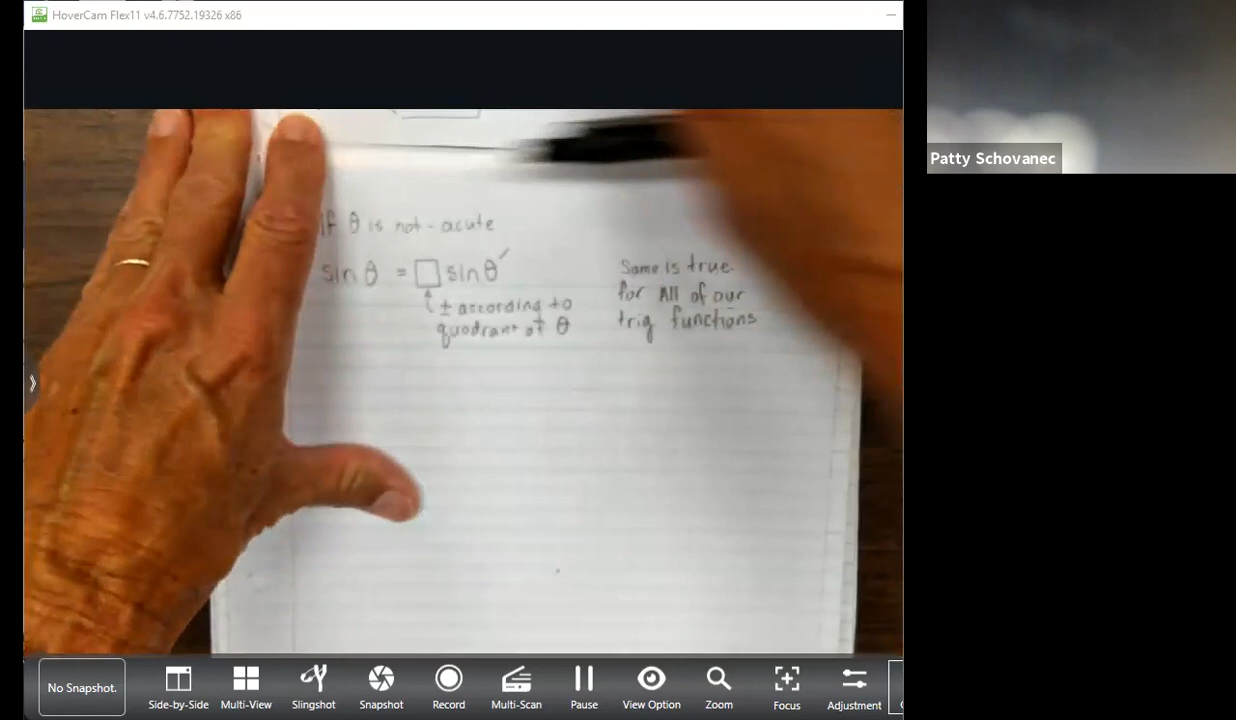 HoverCam Flex11 v4.6.7752.19326 x86
Patty Schovanec
If θ is not-acute
sin θ = □ sin θ′
± according to
quadrant of θ
Same is true
for All of our
trig functions
No Snapshot.
Side-by-Side
Multi-View
Slingshot
Snapshot
Record
Multi-Scan
Pause
View Option
Zoom
Focus
Adjustment